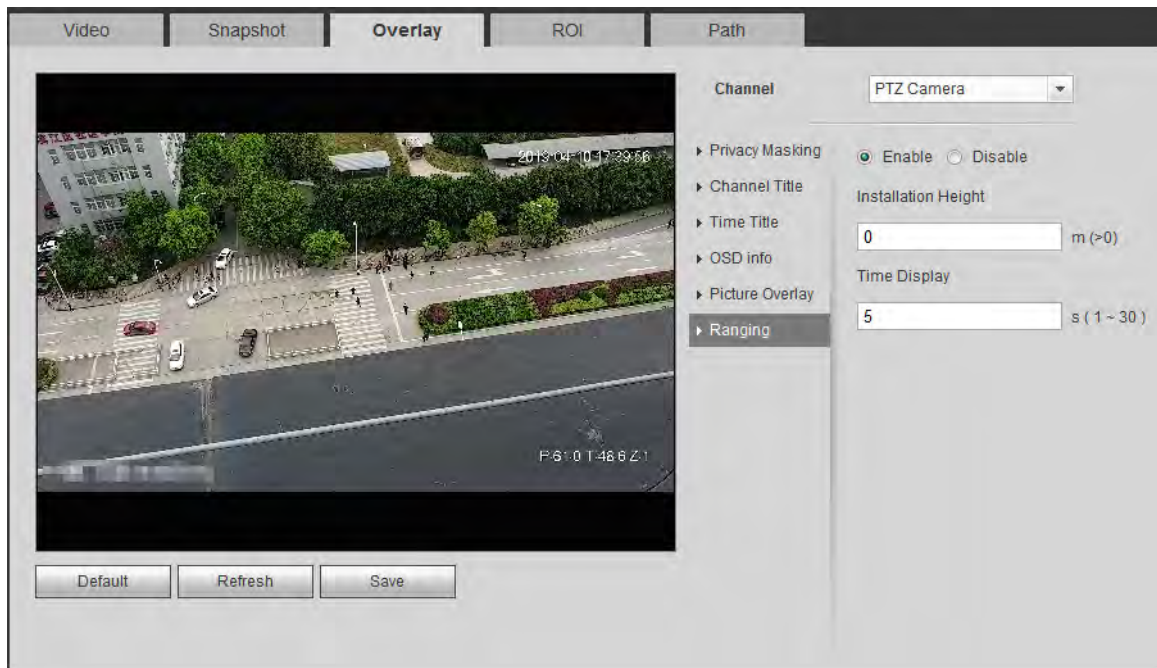 Video Snapshot Overlay ROI Path
Channel PTZ Camera
2013-04-10 17:39:56
Privacy Masking
Channel Title
Time Title
OSD info
Picture Overlay
Ranging
Enable Disable
Installation Height
0 m (>0)
Time Display
5 s ( 1 ~ 30 )
P-61.0 T-48.6 Z-1
Default Refresh Save